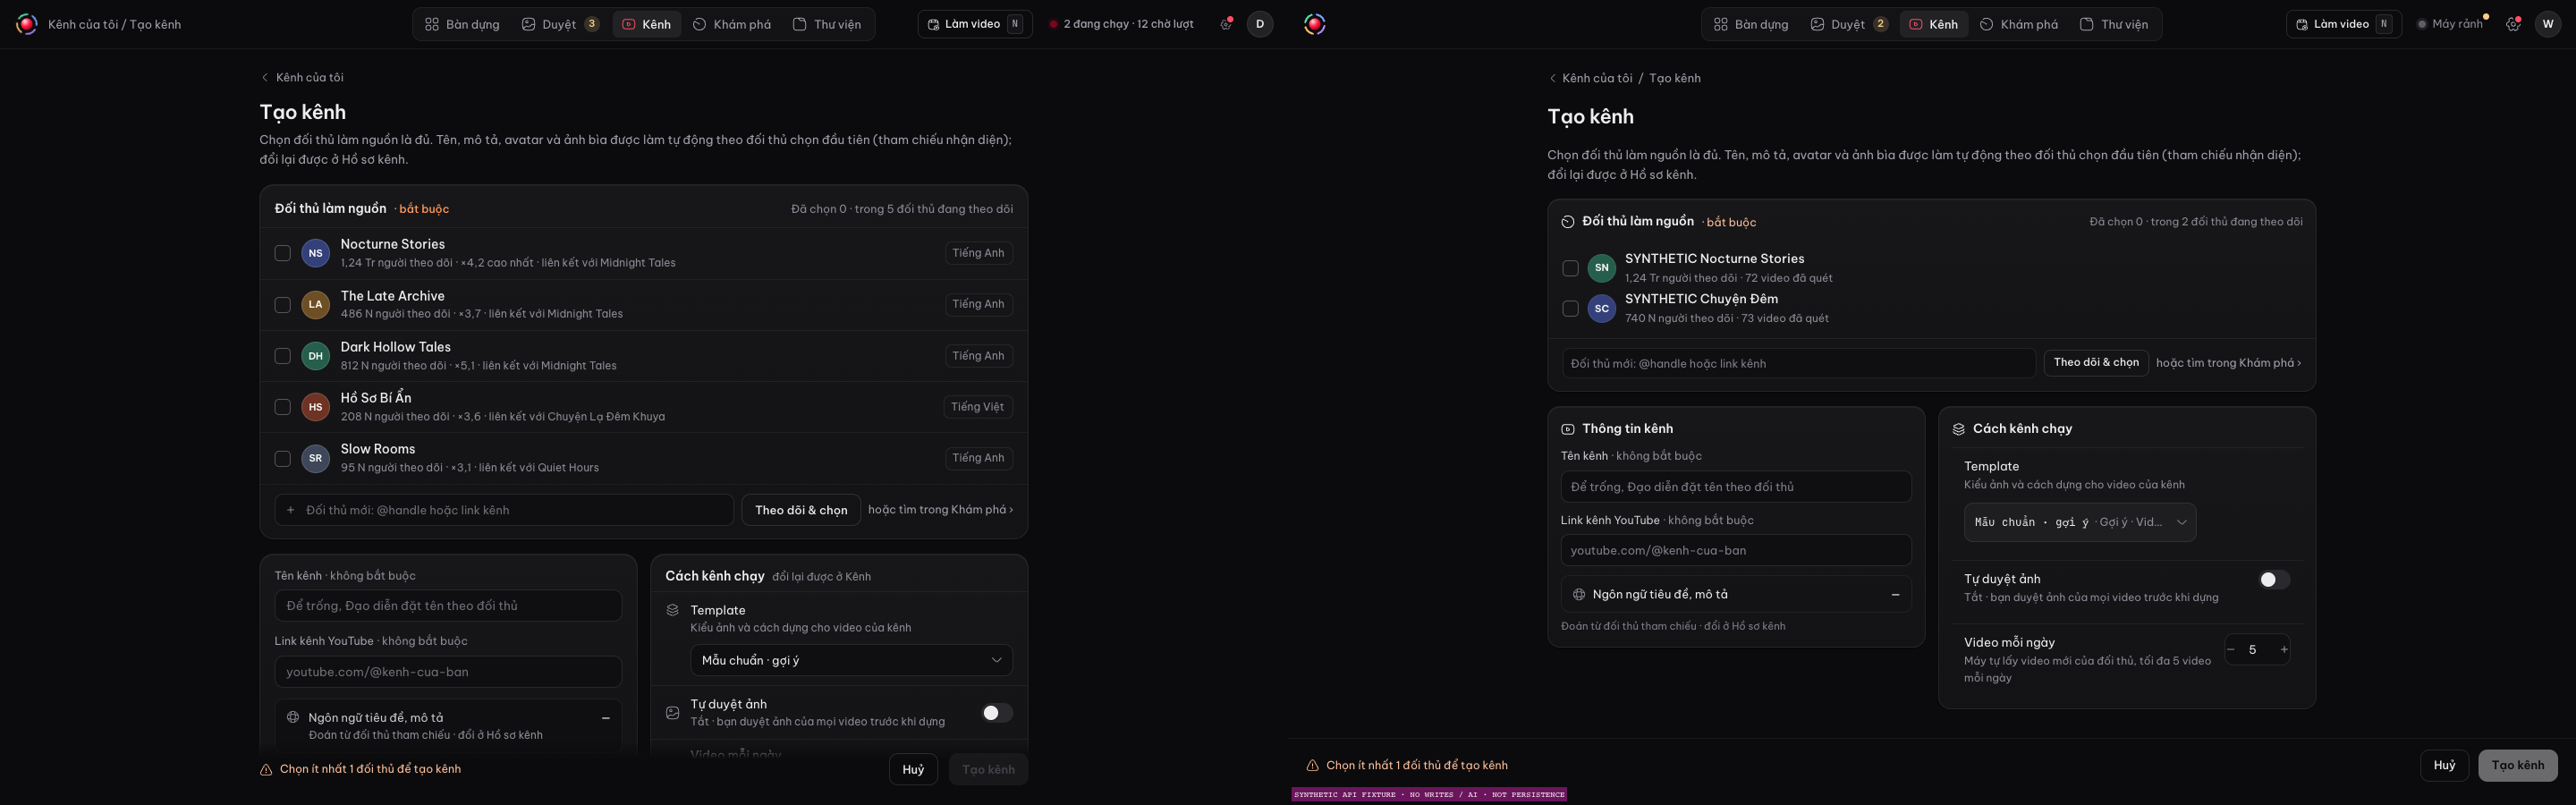 Kênh của tôi / Tạo kênh
Bàn dựng
Duyệt 3
Kênh
Khám phá
Thư viện
Làm video N
2 đang chạy · 12 chờ lượt
D
Kênh của tôi
Tạo kênh
Chọn đối thủ làm nguồn là đủ. Tên, mô tả, avatar và ảnh bìa được làm tự động theo đối thủ chọn đầu tiên (tham chiếu nhận diện);
đổi lại được ở Hồ sơ kênh.
Đối thủ làm nguồn · bắt buộc
Đã chọn 0 · trong 5 đối thủ đang theo dõi
NS
Nocturne Stories
1,24 Tr người theo dõi · ×4,2 cao nhất · liên kết với Midnight Tales
Tiếng Anh
LA
The Late Archive
486 N người theo dõi · ×3,7 · liên kết với Midnight Tales
Tiếng Anh
DH
Dark Hollow Tales
812 N người theo dõi · ×5,1 · liên kết với Midnight Tales
Tiếng Anh
HS
Hồ Sơ Bí Ẩn
208 N người theo dõi · ×3,6 · liên kết với Chuyện Lạ Đêm Khuya
Tiếng Việt
SR
Slow Rooms
95 N người theo dõi · ×3,1 · liên kết với Quiet Hours
Tiếng Anh
+ Đối thủ mới: @handle hoặc link kênh
Theo dõi & chọn
hoặc tìm trong Khám phá ›
Tên kênh · không bắt buộc
Để trống, Đạo diễn đặt tên theo đối thủ
Link kênh YouTube · không bắt buộc
youtube.com/@kenh-cua-ban
Ngôn ngữ tiêu đề, mô tả –
Đoán từ đối thủ tham chiếu · đổi ở Hồ sơ kênh
Cách kênh chạy đổi lại được ở Kênh
Template
Kiểu ảnh và cách dựng cho video của kênh
Mẫu chuẩn · gợi ý
Tự duyệt ảnh
Tắt · bạn duyệt ảnh của mọi video trước khi dựng
Video mỗi ngày
Chọn ít nhất 1 đối thủ để tạo kênh
Huỷ
Tạo kênh
Bàn dựng
Duyệt 2
Kênh
Khám phá
Thư viện
Làm video N
Máy rảnh
W
Kênh của tôi / Tạo kênh
Tạo kênh
Chọn đối thủ làm nguồn là đủ. Tên, mô tả, avatar và ảnh bìa được làm tự động theo đối thủ chọn đầu tiên (tham chiếu nhận diện);
đổi lại được ở Hồ sơ kênh.
Đối thủ làm nguồn · bắt buộc
Đã chọn 0 · trong 2 đối thủ đang theo dõi
SN
SYNTHETIC Nocturne Stories
1,24 Tr người theo dõi · 72 video đã quét
SC
SYNTHETIC Chuyện Đêm
740 N người theo dõi · 73 video đã quét
Đối thủ mới: @handle hoặc link kênh
Theo dõi & chọn
hoặc tìm trong Khám phá ›
Thông tin kênh
Tên kênh · không bắt buộc
Để trống, Đạo diễn đặt tên theo đối thủ
Link kênh YouTube · không bắt buộc
youtube.com/@kenh-cua-ban
Ngôn ngữ tiêu đề, mô tả –
Đoán từ đối thủ tham chiếu · đổi ở Hồ sơ kênh
Cách kênh chạy
Template
Kiểu ảnh và cách dựng cho video của kênh
Mẫu chuẩn · gợi ý · Gợi ý · Vid...
Tự duyệt ảnh
Tắt · bạn duyệt ảnh của mọi video trước khi dựng
Video mỗi ngày
Máy tự lấy video mới của đối thủ, tối đa 5 video
mỗi ngày
– 5 +
Chọn ít nhất 1 đối thủ để tạo kênh
Huỷ
Tạo kênh
SYNTHETIC API FIXTURE · NO WRITES / AI · NOT PERSISTENCE